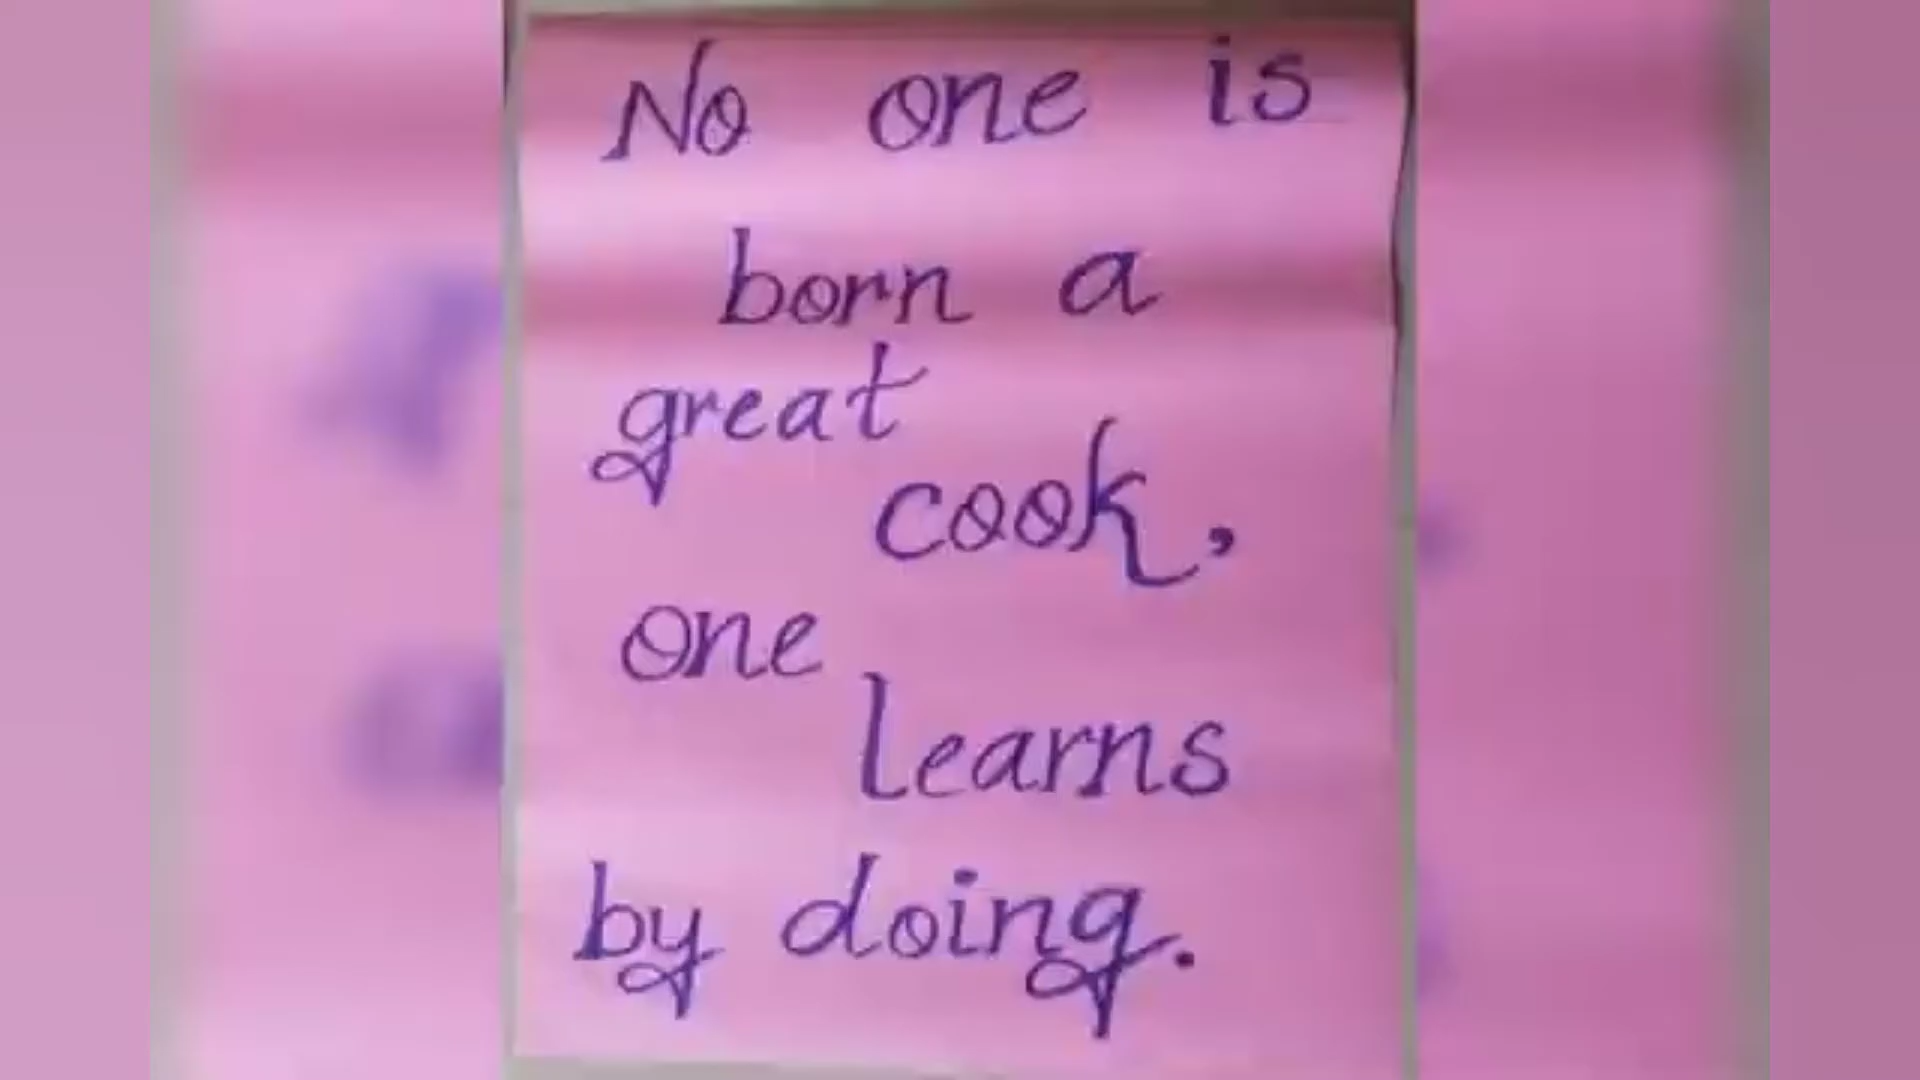 No one is
born a
great
cook,
one
learns
by doing.